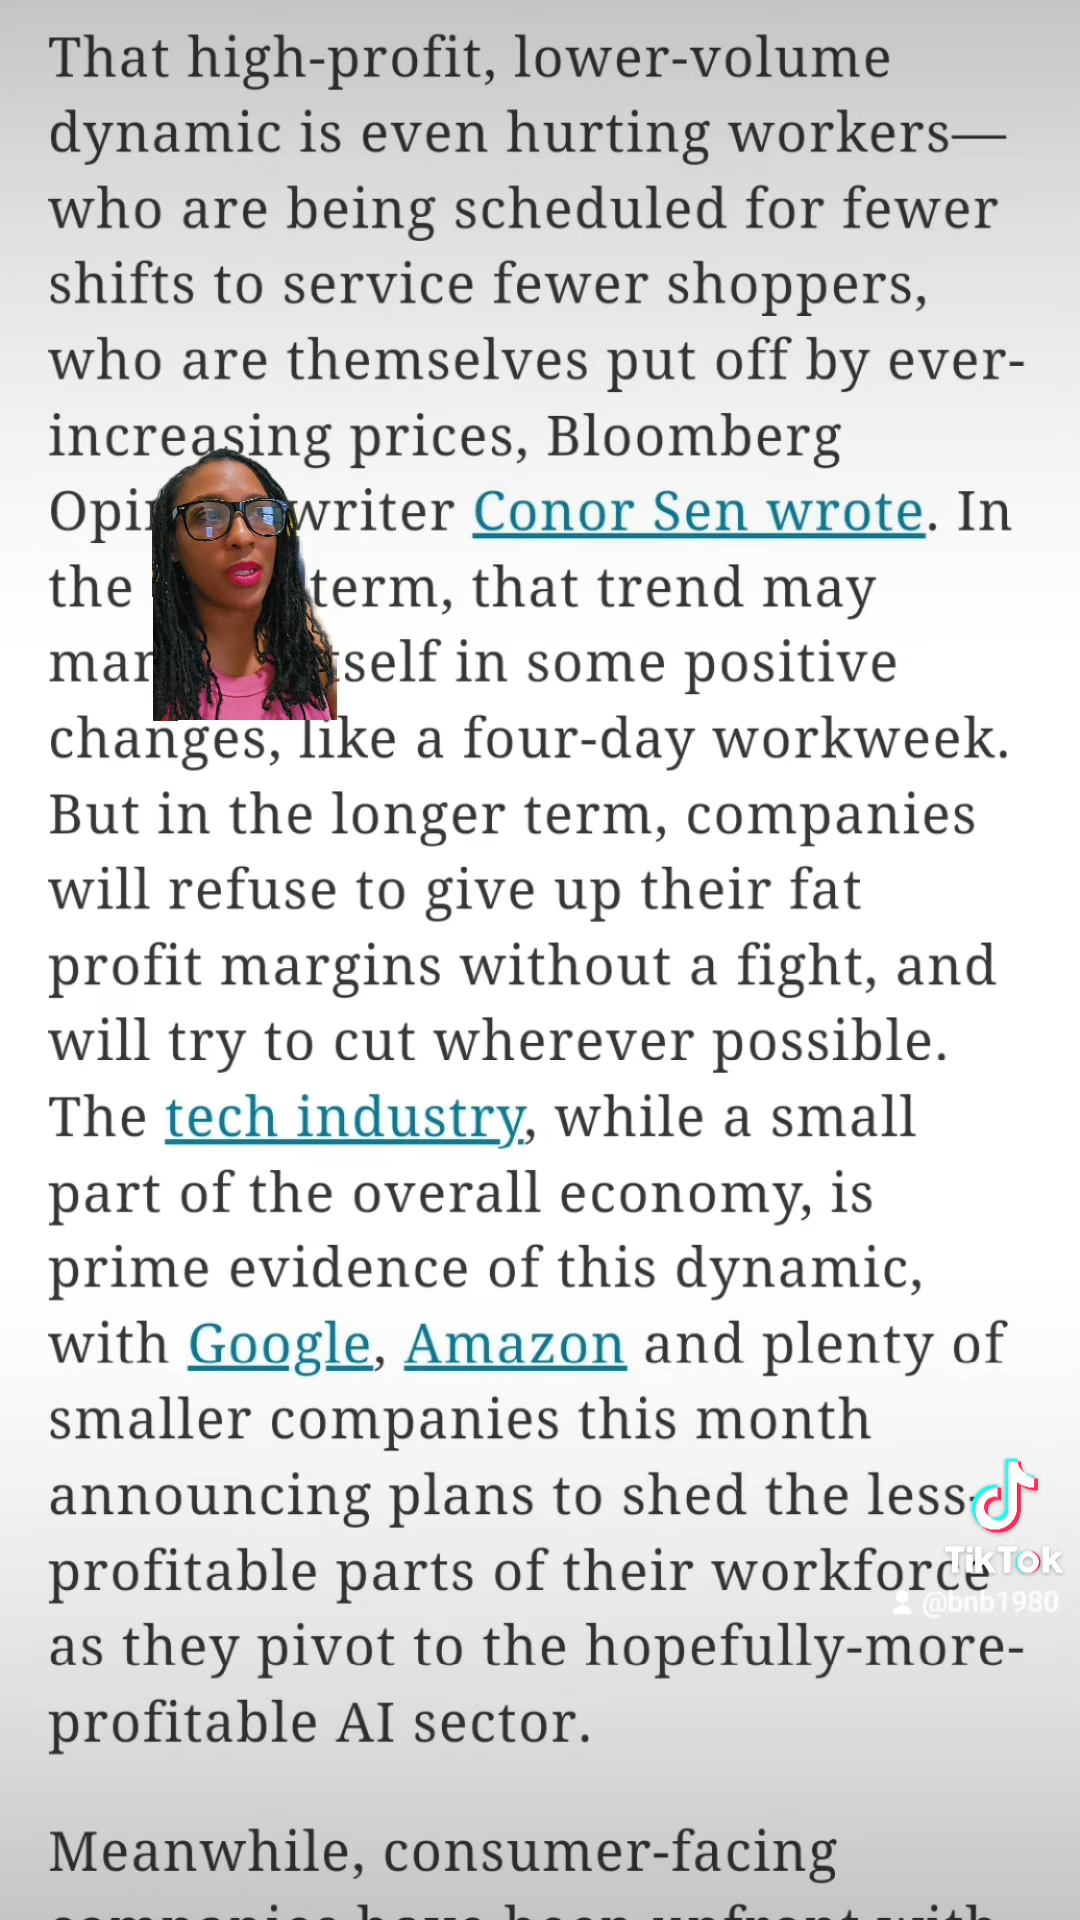 That high-profit, lower-volume
dynamic is even hurting workers—
who are being scheduled for fewer
shifts to service fewer shoppers,
who are themselves put off by ever-
increasing prices, Bloomberg
writer Conor Sen wrote. In
the term, that trend may
in some positive
changes, like a four-day workweek.
But in the longer term, companies
will refuse to give up their fat
profit margins without a fight, and
will try to cut wherever possible.
The tech industry, while a small
part of the overall economy, is
prime evidence of this dynamic,
with Google, Amazon and plenty of
smaller companies this month
announcing plans to shed the less-
profitable parts of their workforce
as they pivot to the hopefully-more-
profitable AI sector.
Meanwhile, consumer-facing
TikTok
@bnb1980